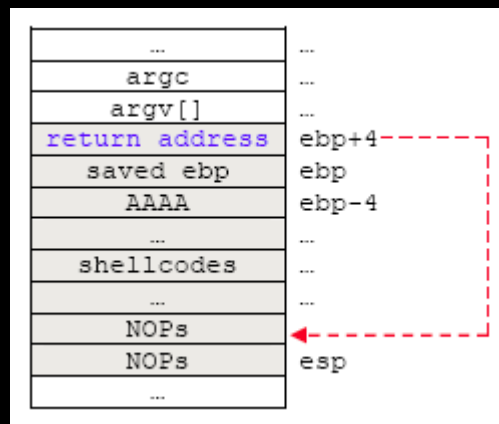 … …
argc …
argv[] …
return address ebp+4
saved ebp ebp
AAAA ebp-4
… …
shellcodes …
… …
NOPs
NOPs esp
…